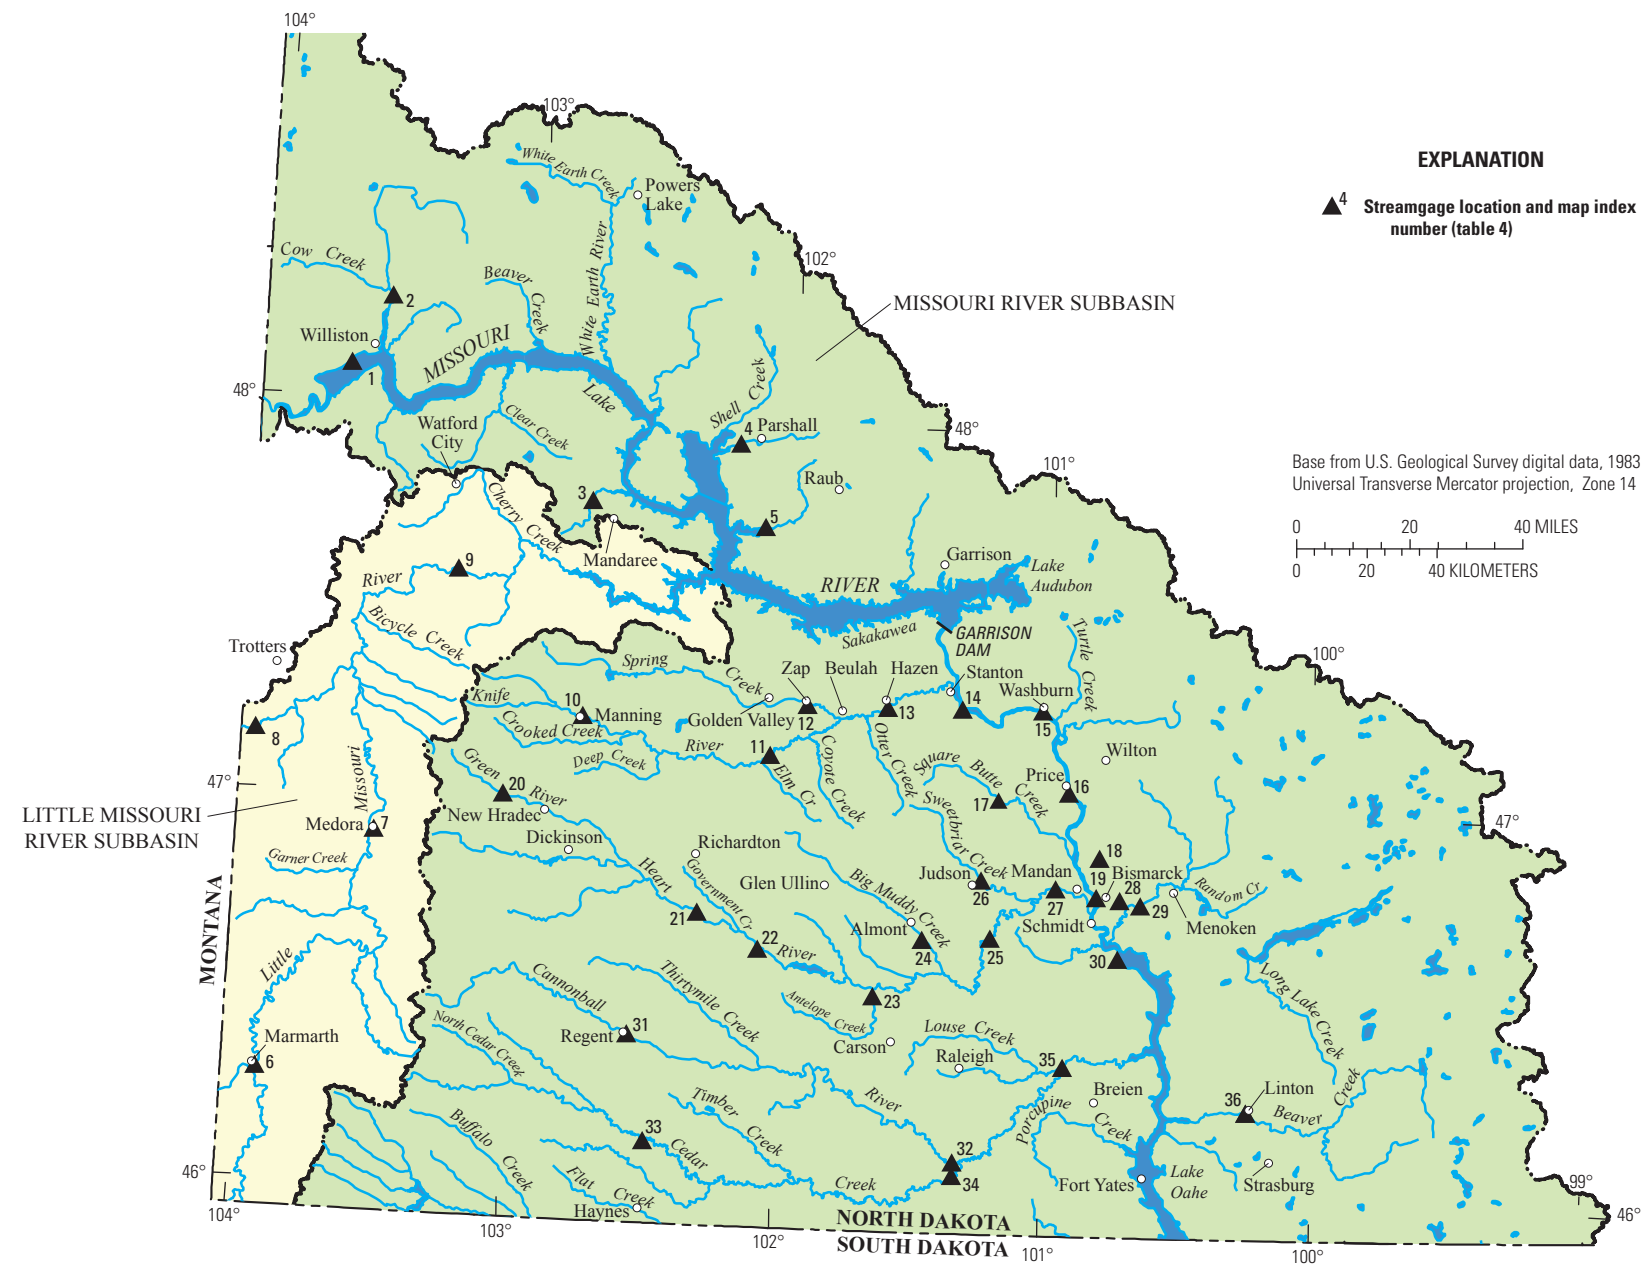 104°
103°
White Earth Creek
Powers
Lake
EXPLANATION
4
Streamgage location and map index
number (table 4)
Cow Creek
Beaver
Creek
White Earth River
102°
2
MISSOURI RIVER SUBBASIN
Williston
1
MISSOURI
48°
Lake
Shell Creek
Clear Creek
Watford
City
4
Parshall
48°
Base from U.S. Geological Survey digital data, 1983
Universal Transverse Mercator projection, Zone 14
101°
Raub
3
Cherry Creek
5
0 20 40 MILES
0 20 40 KILOMETERS
Mandaree
9
River
RIVER
Garrison
Lake
Audubon
Bicycle Creek
Sakakawea
GARRISON
DAM
Turtle Creek
Trotters
100°
Spring
Creek
Zap
Beulah
Hazen
Stanton
Washburn
Knife
10
Manning
Golden Valley
12
13
14
15
8
Crooked Creek
River
Deep Creek
11
Elm Cr
Coyote Creek
Otter Creek
Square Butte
Creek
Wilton
Missouri
Green
River
20
New Hradec
Price
16
17
47°
47°
LITTLE MISSOURI
RIVER SUBBASIN
Medora
7
Dickinson
Richardton
Sweetbriar Creek
18
Garner Creek
Heart
Government Cr
Glen Ullin
Big Muddy Creek
Judson
26
Mandan
27
19
Bismarck
28
29
Random Cr
Menoken
21
22
River
Almont
24
25
Schmidt
30
MONTANA
Little
Cannonball
Thirtymile Creek
Antelope
Creek
23
Long Lake Creek
North Cedar Creek
Regent
31
Carson
Louse Creek
Raleigh
35
Marmarth
6
River
Breien
Linton
36
Beaver
Creek
Timber
Creek
Porcupine
Creek
Buffalo
Creek
33
Cedar
Creek
32
34
Flat
Creek
Haynes
Fort Yates
Lake
Oahe
Strasburg
46°
99°
46°
104°
103°
102°
NORTH DAKOTA
SOUTH DAKOTA
101°
100°